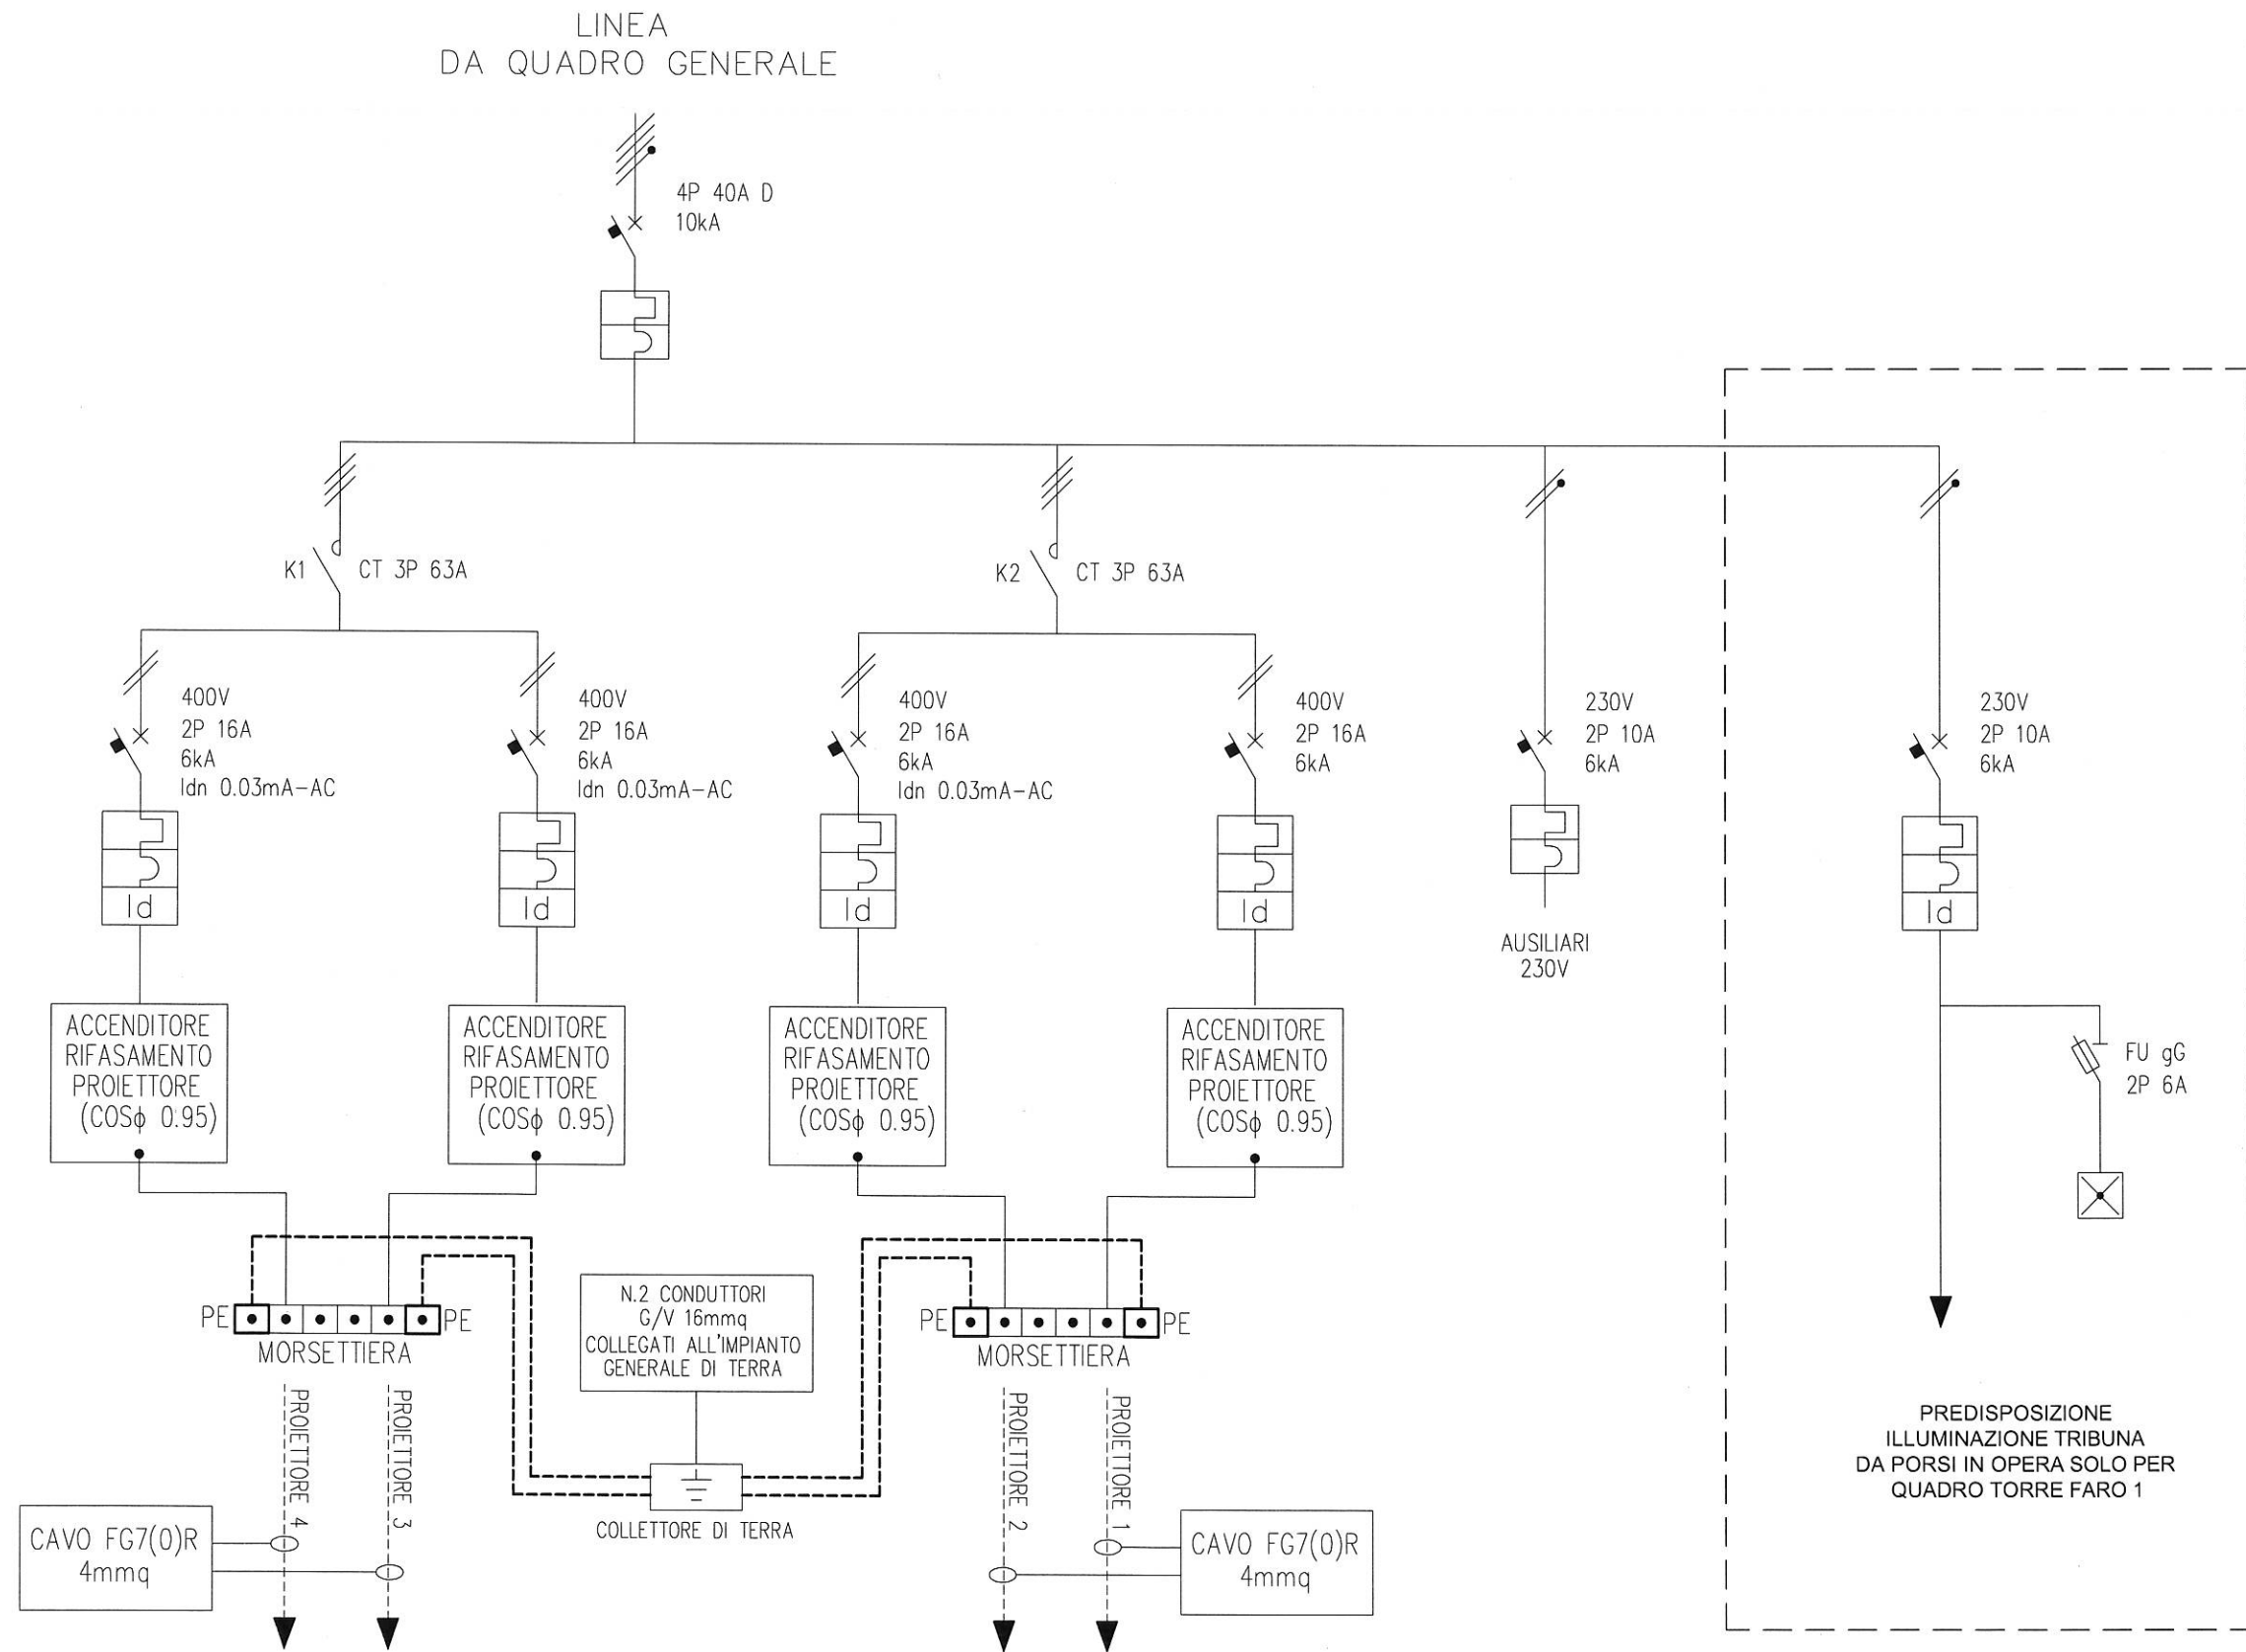 LINEA
DA QUADRO GENERALE
4P 40A D
10kA
K1
CT 3P 63A
K2
CT 3P 63A
400V
2P 16A
6kA
Idn 0.03mA-AC
400V
2P 16A
6kA
Idn 0.03mA-AC
400V
2P 16A
6kA
Idn 0.03mA-AC
400V
2P 16A
6kA
230V
2P 10A
6kA
230V
2P 10A
6kA
Id
Id
Id
Id
Id
AUSILIARI
230V
ACCENDITORE
RIFASAMENTO
PROIETTORE
(COSϕ 0.95)
ACCENDITORE
RIFASAMENTO
PROIETTORE
(COSϕ 0.95)
ACCENDITORE
RIFASAMENTO
PROIETTORE
(COSϕ 0.95)
ACCENDITORE
RIFASAMENTO
PROIETTORE
(COSϕ 0.95)
FU gG
2P 6A
PE
PE
MORSETTIERA
N.2 CONDUTTORI
G/V 16mmq
COLLEGATI ALL'IMPIANTO
GENERALE DI TERRA
PE
PE
MORSETTIERA
PROIETTORE 4
PROIETTORE 3
PROIETTORE 2
PROIETTORE 1
COLLETTORE DI TERRA
CAVO FG7(O)R
4mmq
CAVO FG7(O)R
4mmq
PREDISPOSIZIONE
ILLUMINAZIONE TRIBUNA
DA PORSI IN OPERA SOLO PER
QUADRO TORRE FARO 1